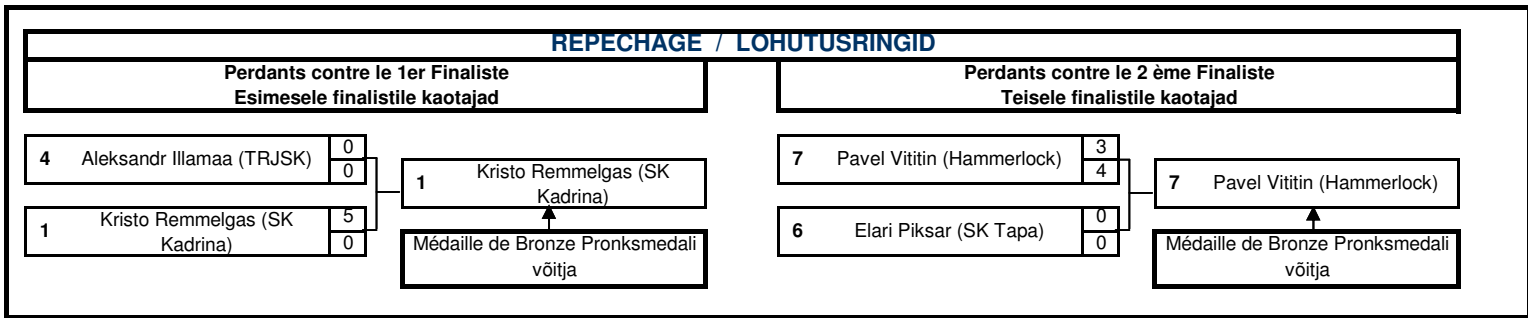 REPECHAGE / LOHUTUSRINGID
Perdants contre le 1er Finaliste
Esimesele finalistile kaotajad
4 Aleksandr Illamaa (TRJSK) 0
0
1 Kristo Remmelgas (SK
Kadrina)
5
0
1 Kristo Remmelgas (SK
Kadrina)
Médaille de Bronze Pronksmedali
võitja
Perdants contre le 2 ème Finaliste
Teisele finalistile kaotajad
7 Pavel Vititin (Hammerlock) 3
4
6 Elari Piksar (SK Tapa) 0
0
7 Pavel Vititin (Hammerlock)
Médaille de Bronze Pronksmedali
võitja